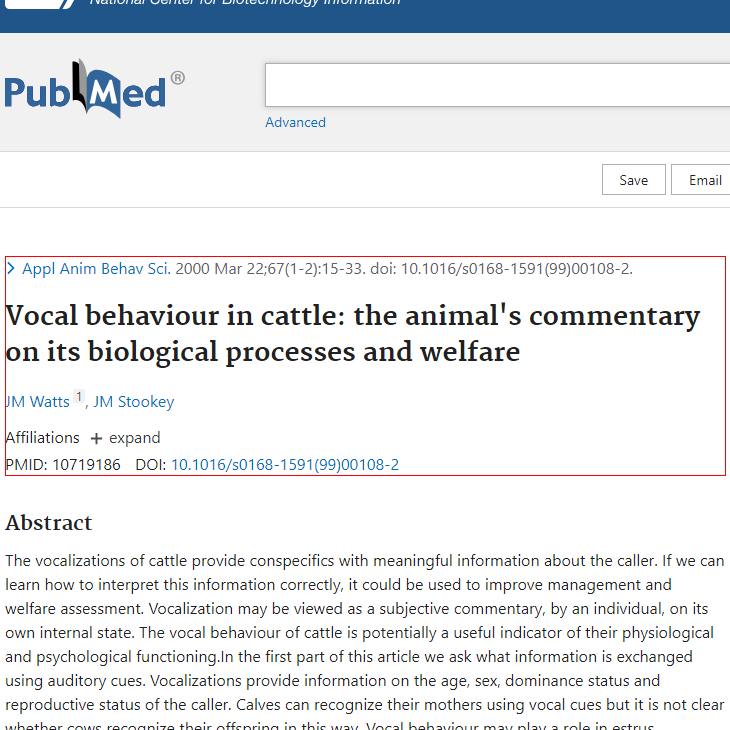 National Center for Biotechnology Information
PubMed®
Advanced
Save
Email
Appl Anim Behav Sci. 2000 Mar 22;67(1-2):15-33. doi: 10.1016/s0168-1591(99)00108-2.
Vocal behaviour in cattle: the animal's commentary
on its biological processes and welfare
JM Watts 1, JM Stookey
Affiliations + expand
PMID: 10719186 DOI: 10.1016/s0168-1591(99)00108-2
Abstract
The vocalizations of cattle provide conspecifics with meaningful information about the caller. If we can
learn how to interpret this information correctly, it could be used to improve management and
welfare assessment. Vocalization may be viewed as a subjective commentary, by an individual, on its
own internal state. The vocal behaviour of cattle is potentially a useful indicator of their physiological
and psychological functioning.In the first part of this article we ask what information is exchanged
using auditory cues. Vocalizations provide information on the age, sex, dominance status and
reproductive status of the caller. Calves can recognize their mothers using vocal cues but it is not clear
whether cows recognize their offspring in this way. Vocal behaviour may play a role in estrus